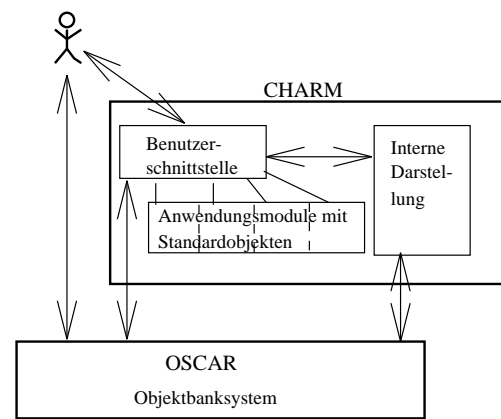 CHARM
Benutzer-
schnittstelle
Interne
Darstel-
lung
Anwendungsmodule mit
Standardobjekten
OSCAR
Objektbanksystem